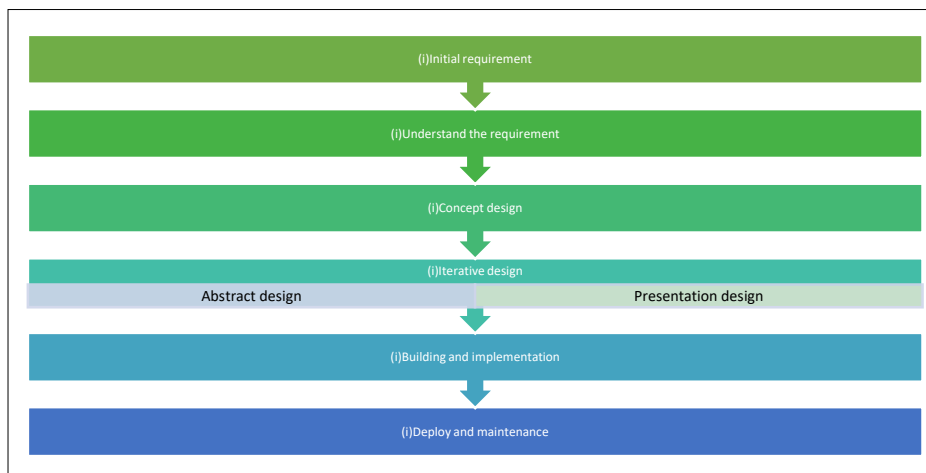 (i)Initial requirement
(i)Understand the requirement
(i)Concept design
(i)Iterative design
Abstract design
Presentation design
(i)Building and implementation
(i)Deploy and maintenance